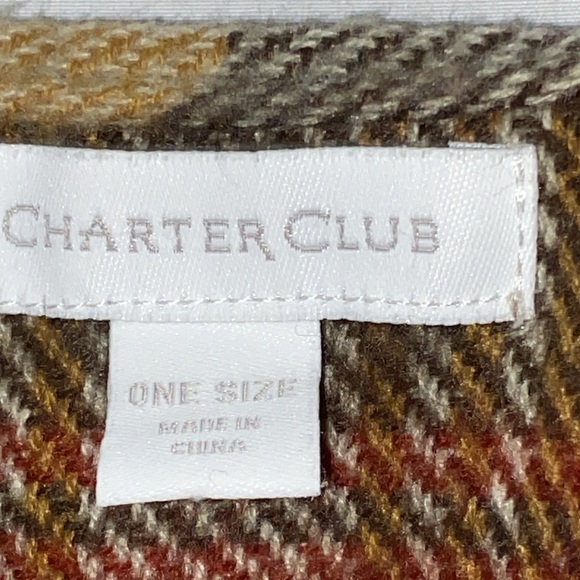 CHARTER CLUB
ONE SIZE
MADE IN
CHINA